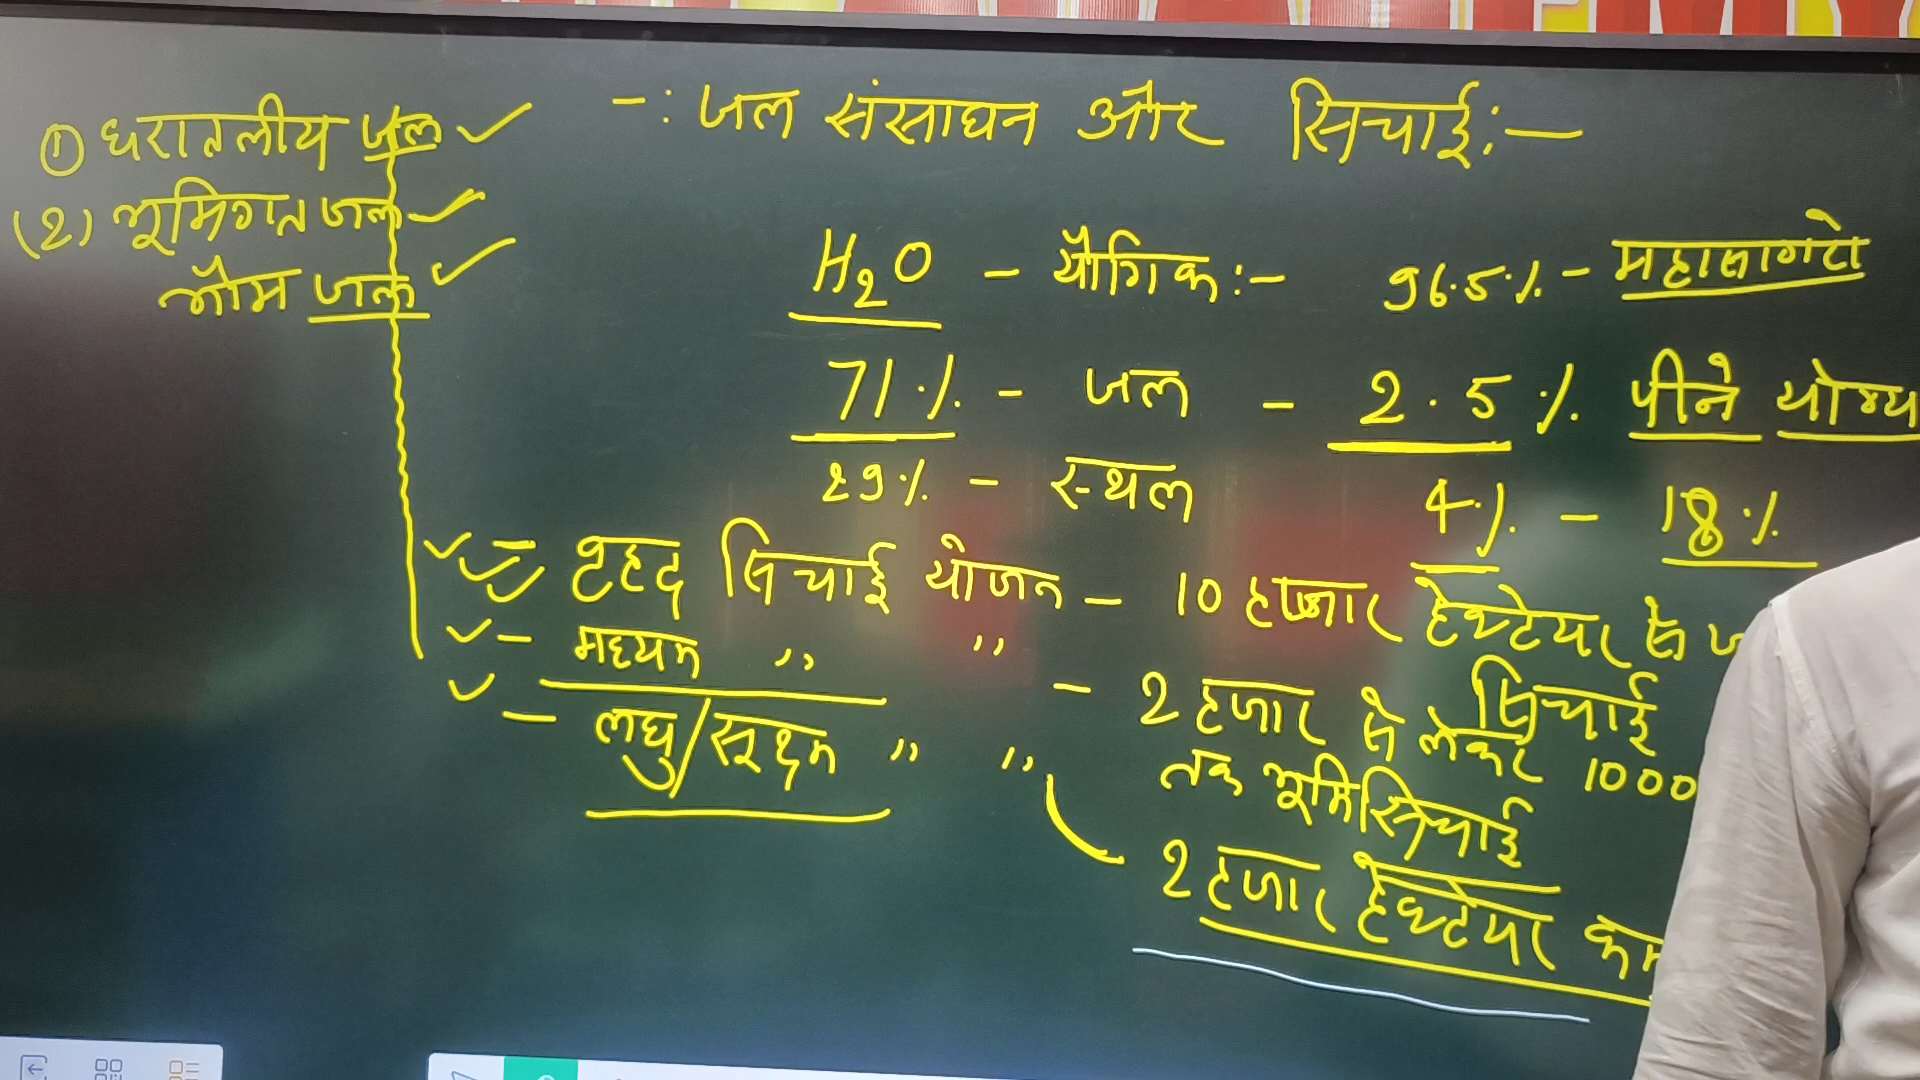 -: जल संसाधन और सिचाई:—
① धरातलीय जल
(2) भूमिगत जल
भौम जल
H₂O - यौगिक:- 96.5% - महासागरो
71% - जल - 2.5% पीने योग्य
29% - स्थल 4% - 18%
- वृहद सिचाई योजन - 10 हजार हेक्टेयर से
सिचाई
- मध्यम ,, ,, - 2 हजार से लेकर 1000
तक भूमि सिचाई
- लघु/सूक्ष्म ,, ,,
2 हजार हेक्टेयर कम